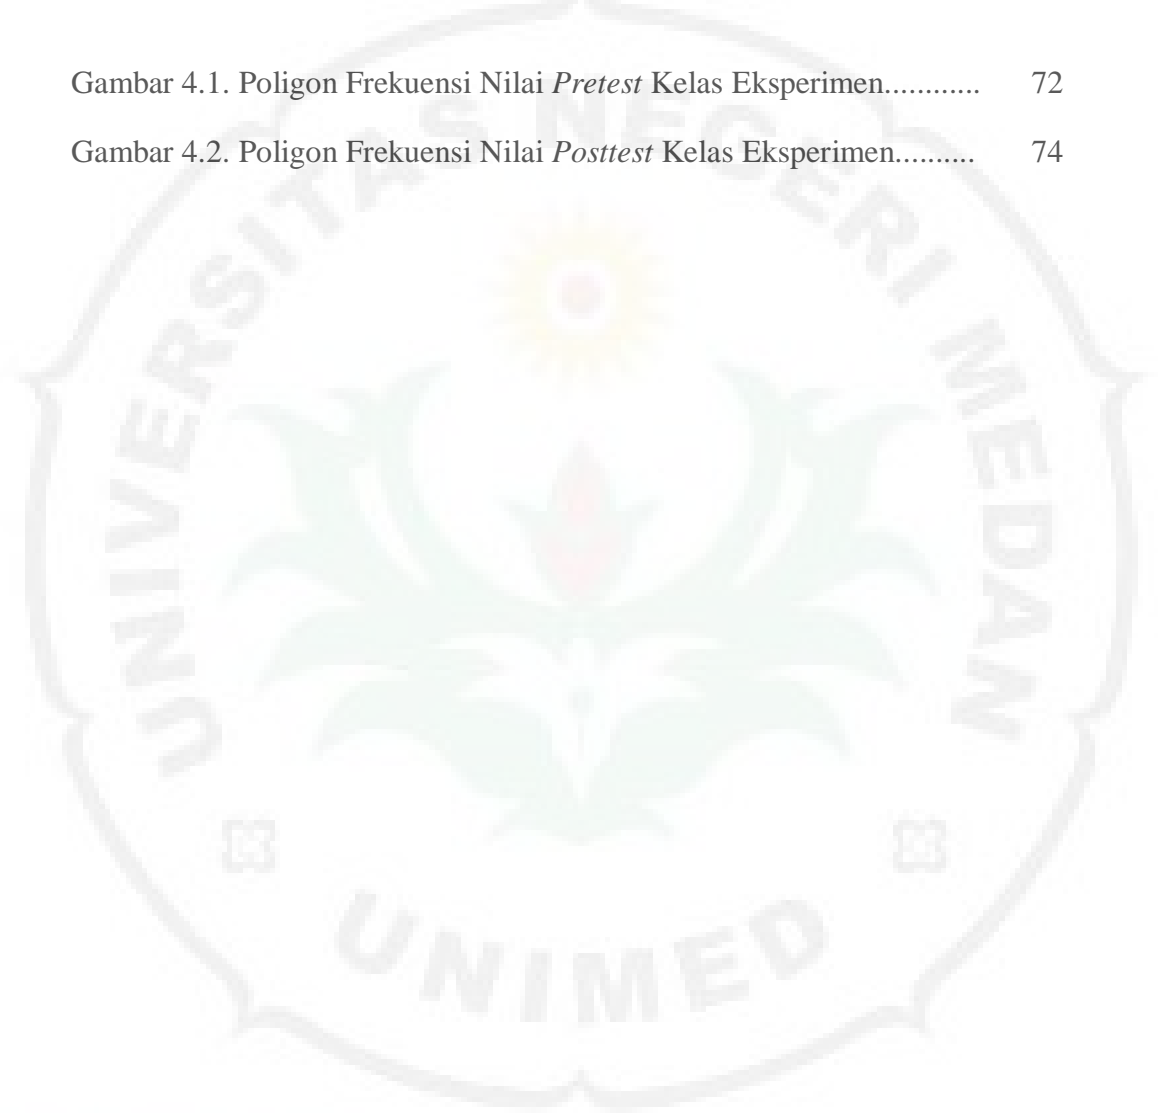 Gambar 4.1. Poligon Frekuensi Nilai Pretest Kelas Eksperimen............ 72
Gambar 4.2. Poligon Frekuensi Nilai Posttest Kelas Eksperimen.......... 74
UNIVERSITAS NEGERI MEDAN
UNIMED